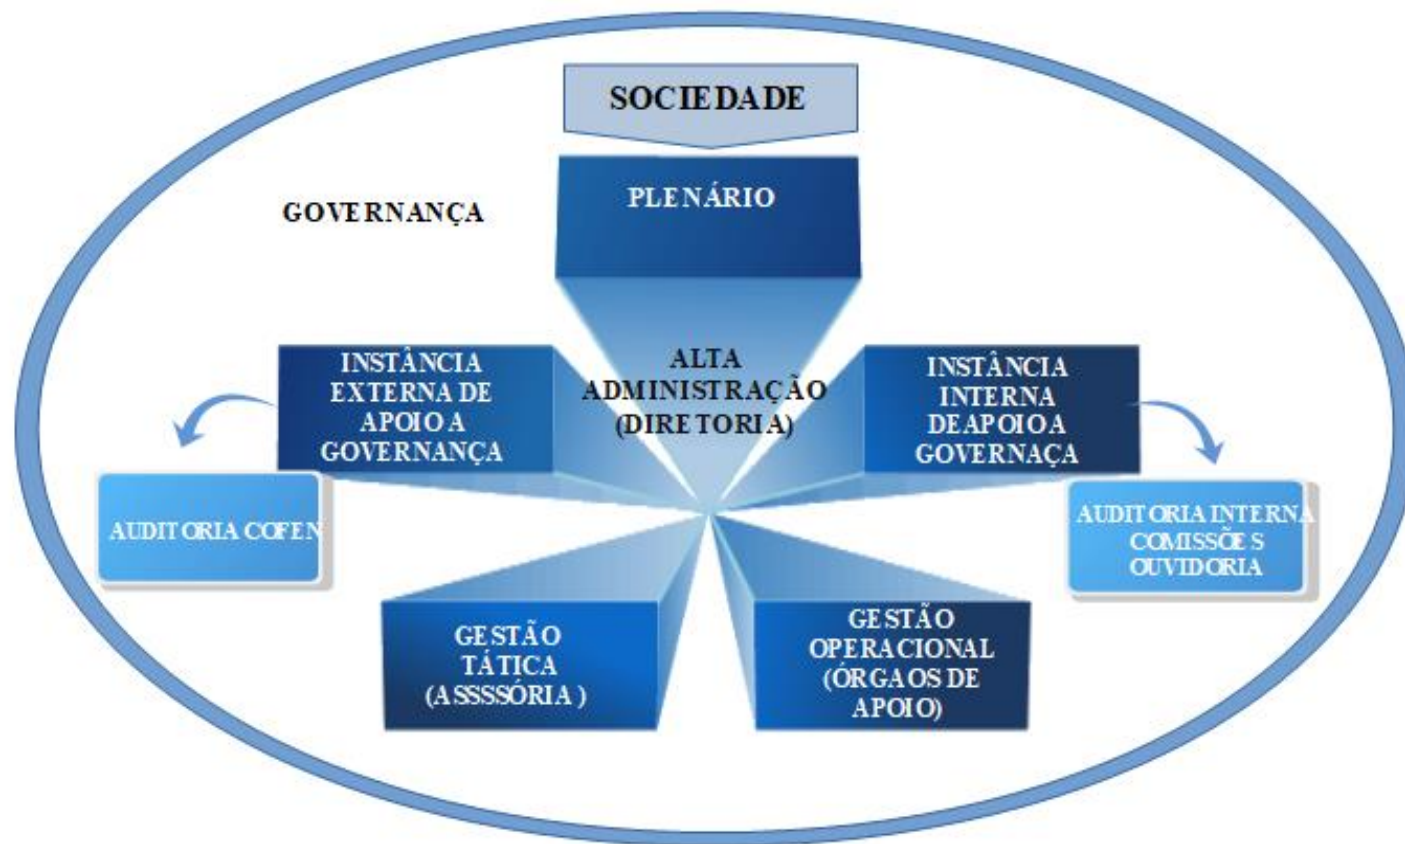 SOCIEDADE
PLENÁRIO
GOVERNANÇA
INSTÂNCIA
EXTERNA DE
APOIO A
GOVERNANÇA
ALTA
ADMINISTRAÇÃO
(DIRETORIA)
INSTÂNCIA
INTERNA
DEAPOIO A
GOVERNAÇA
AUDITORIA COFEN
AUDITORIA INTERNA
COMISSÕES
OUVIDORIA
GESTÃO
TÁTICA
(ASSSSÓRIA )
GESTÃO
OPERACIONAL
(ÓRGAOS DE
APOIO)